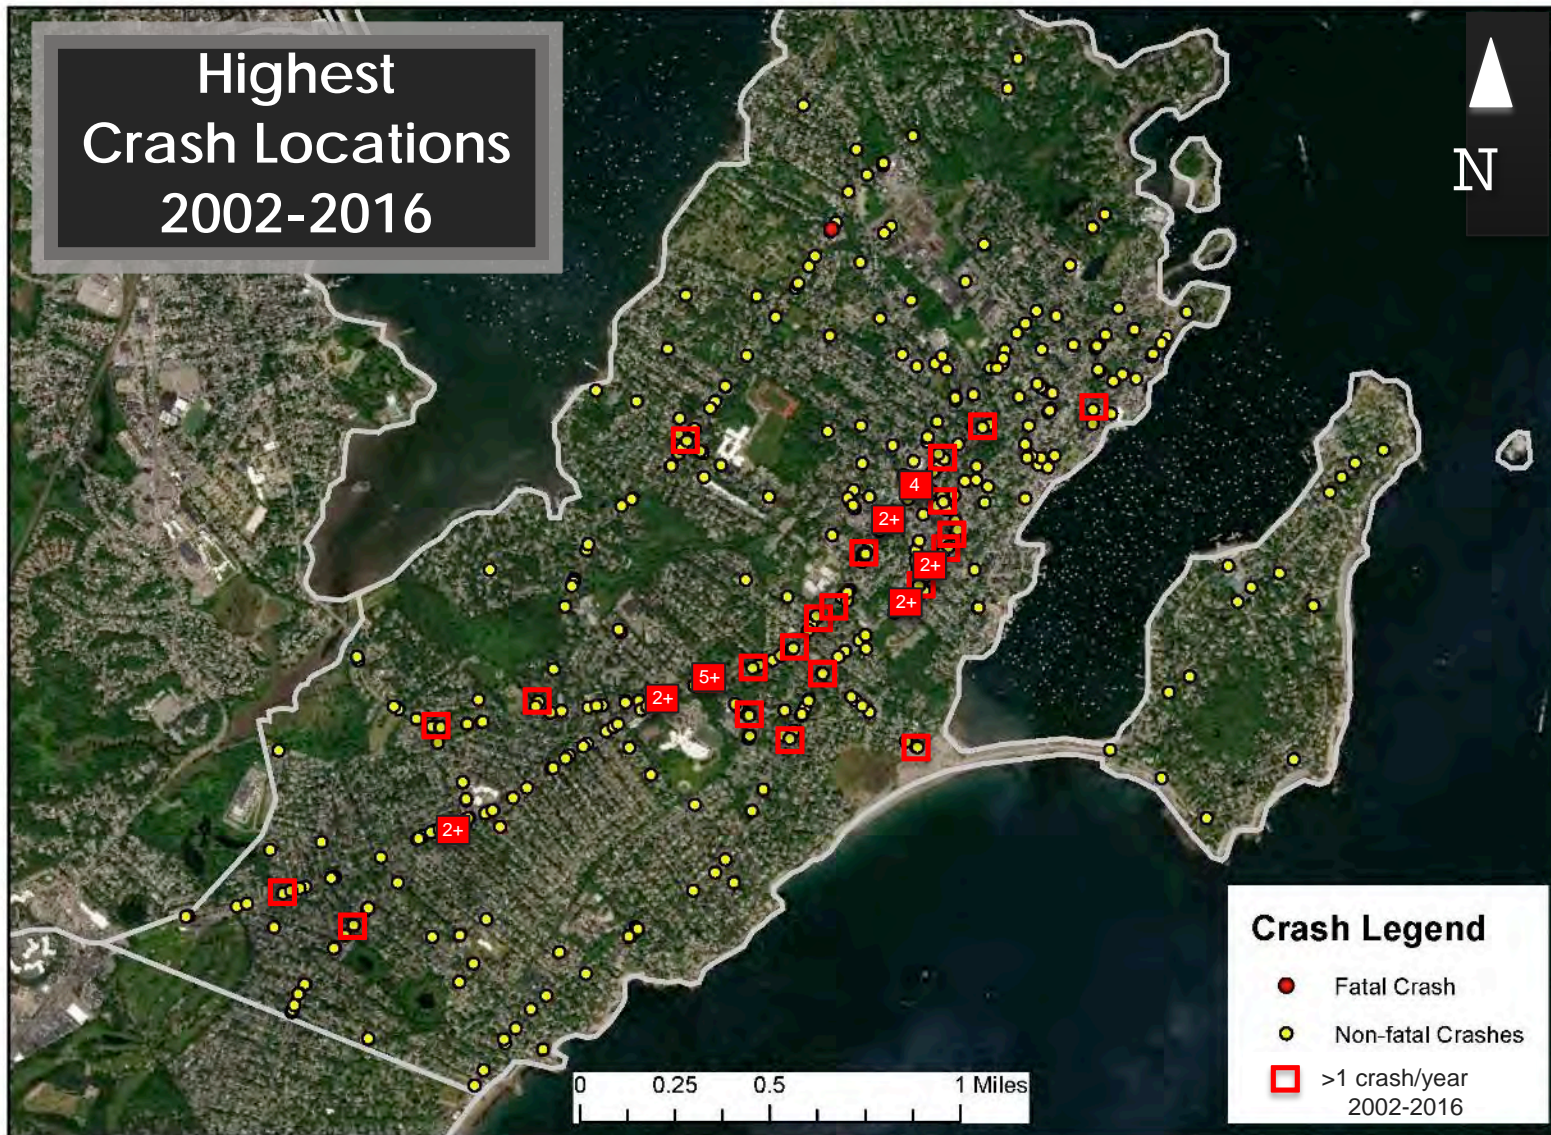 Highest
Crash Locations
2002-2016
N
4
2+
2+
2+
5+
2+
2+
Crash Legend
Fatal Crash
Non-fatal Crashes
>1 crash/year
2002-2016
0 0.25 0.5 1 Miles